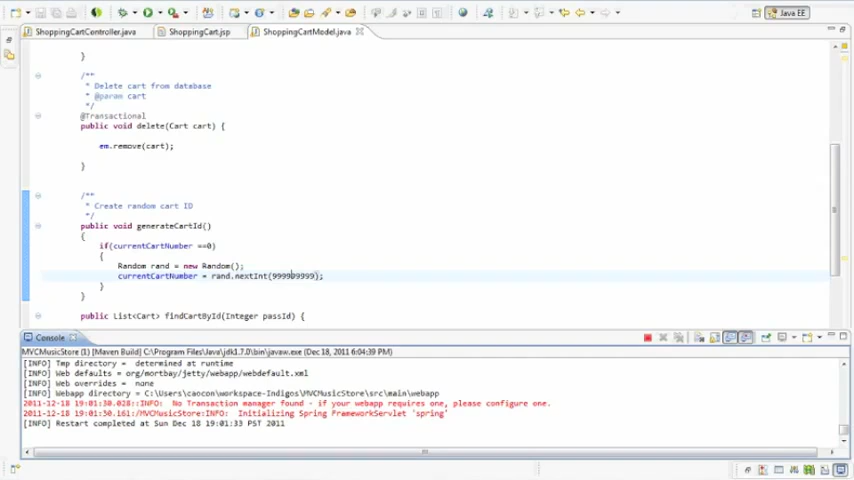 Java EE
ShoppingCartController.java
ShoppingCart.jsp
ShoppingCartModel.java
}
/**
* Delete cart from database
* @param cart
*/
@Transactional
public void delete(Cart cart) {
em.remove(cart);
}
/**
* Create random cart ID
*/
public void generateCartId()
{
if(currentCartNumber ==0)
{
Random rand = new Random();
currentCartNumber = rand.nextInt(999999999);
}
}
public List<Cart> findCartById(Integer passId) {
Console
MVCMusicStore (1) [Maven Build] C:\Program Files\Java\jdk1.7.0\bin\javaw.exe (Dec 18, 2011 6:04:39 PM)
[INFO] Tmp directory =  determined at runtime
[INFO] Web defaults = org/mortbay/jetty/webapp/webdefault.xml
[INFO] Web overrides =  none
[INFO] Webapp directory = C:\Users\caocon\workspace-Indigos\MVCMusicStore\src\main\webapp
2011-12-18 19:01:30.028::INFO:  No Transaction manager found - if your webapp requires one, please configure one.
2011-12-18 19:01:30.161:/MVCMusicStore:INFO:  Initializing Spring FrameworkServlet 'spring'
[INFO] Restart completed at Sun Dec 18 19:01:33 PST 2011